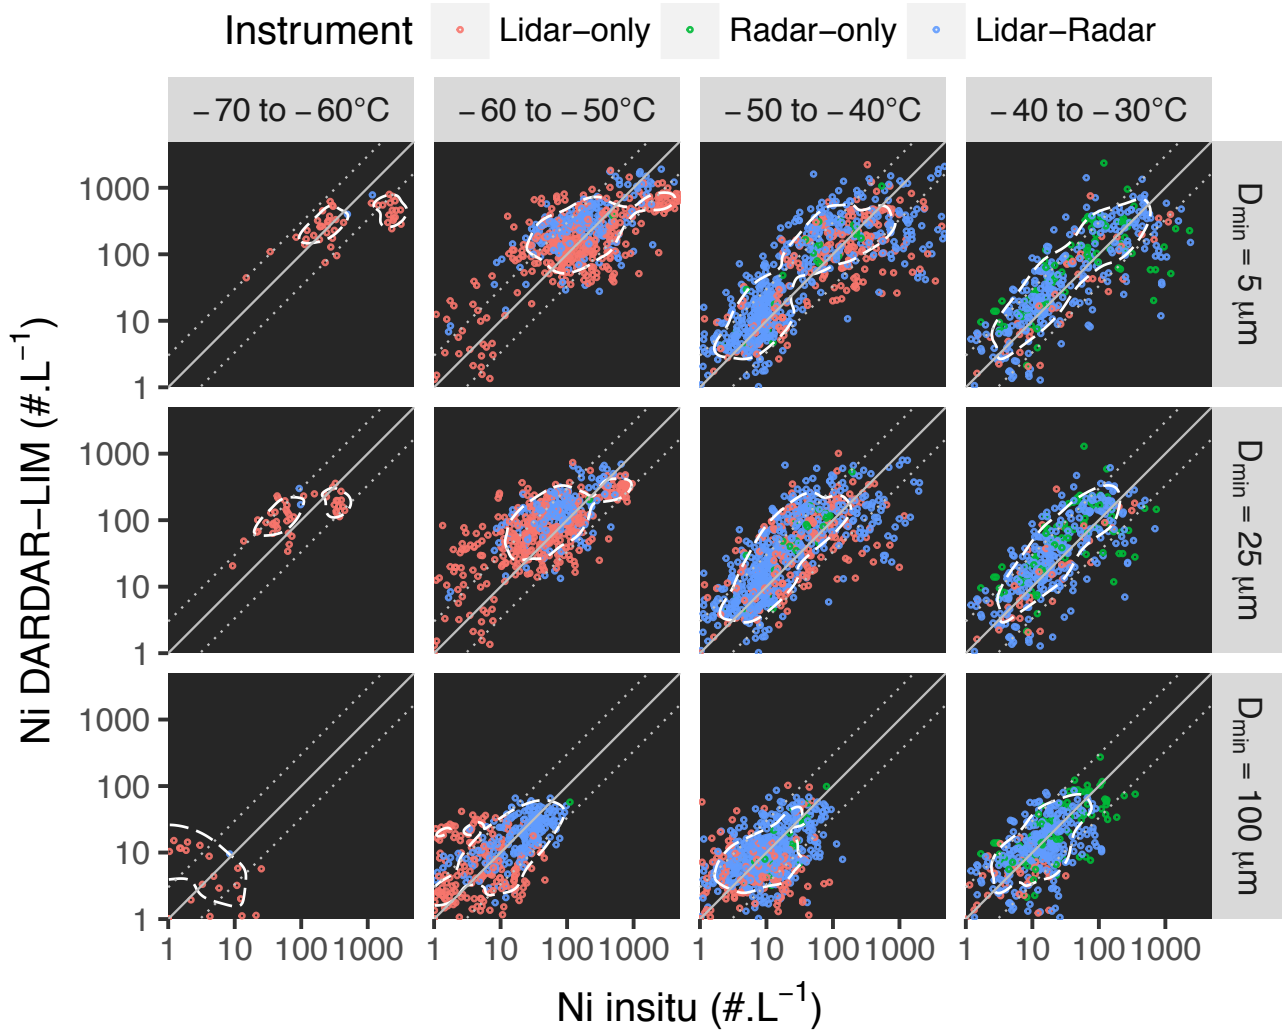 Instrument Lidar−only Radar−only Lidar−Radar
−70 to −60°C −60 to −50°C −50 to −40°C −40 to −30°C
1000
100
10
1
D_min = 5 μm
1000
100
10
1
D_min = 25 μm
1000
100
10
1
D_min = 100 μm
Ni DARDAR−LIM (#.L⁻¹)
1 10 100 1000 1 10 100 1000 1 10 100 1000 1 10 100 1000
Ni insitu (#.L⁻¹)